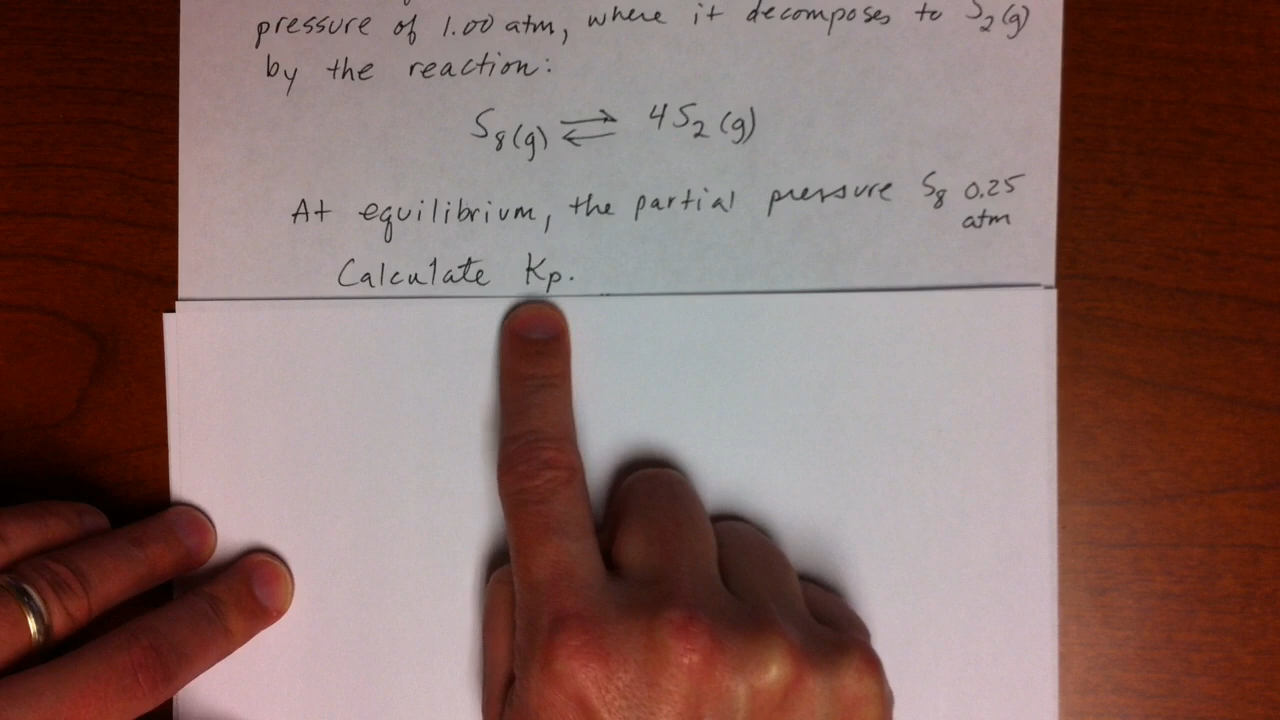 pressure of 1.00 atm, where it decomposes to S₂(g)
by the reaction:
S₈(g) ⇌ 4S₂(g)
At equilibrium, the partial pressure S₈ 0.25
atm
Calculate Kp.